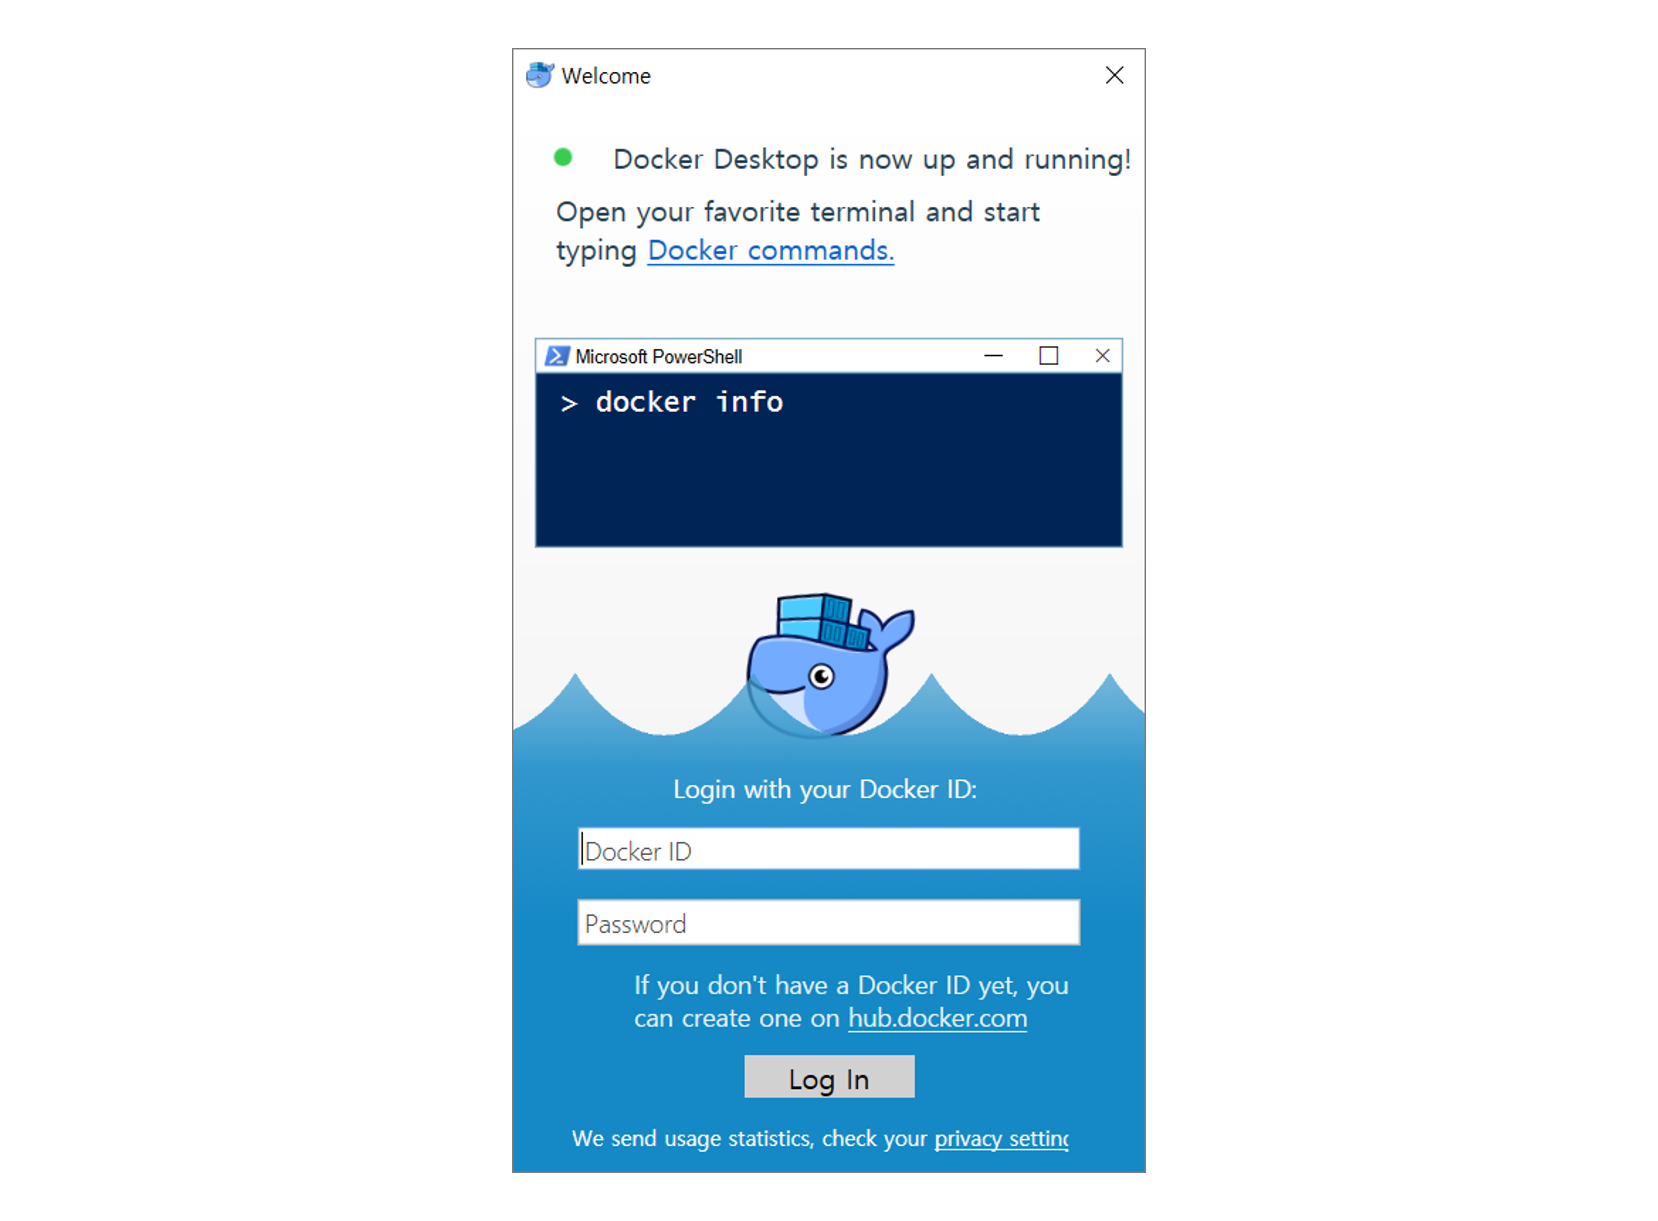 Welcome
Docker Desktop is now up and running!
Open your favorite terminal and start
typing Docker commands.
Microsoft PowerShell
> docker info
Login with your Docker ID:
Docker ID
Password
If you don't have a Docker ID yet, you
can create one on hub.docker.com
Log In
We send usage statistics, check your privacy setting